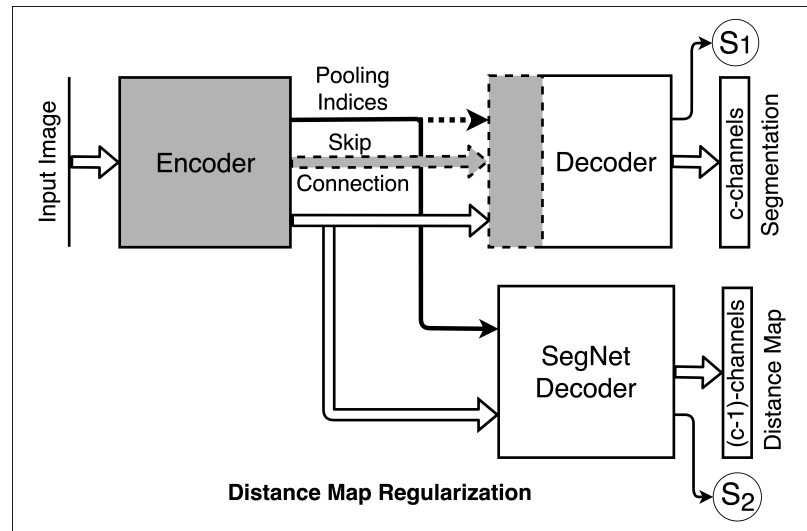 S1
Pooling
Indices
Input Image
Encoder
Skip
Connection
Decoder
c-channels
Segmentation
SegNet
Decoder
(c-1)-channels
Distance Map
Distance Map Regularization
S2